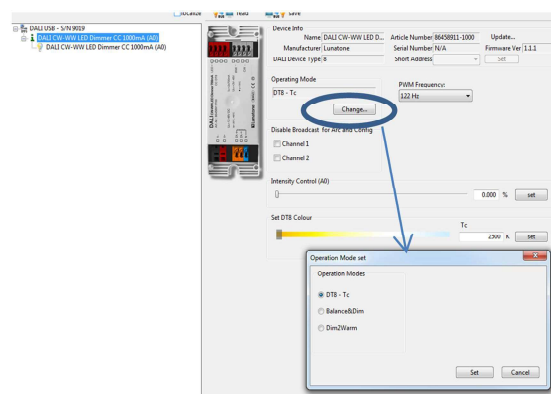 Localize read save
DALI USB - S/N 9019
DALI CW-WW LED Dimmer CC 1000mA (A0)
DALI CW-WW LED Dimmer CC 1000mA (A0)
Device Info
Name DALI CW-WW LED D... Article Number 86458911-1000 Update...
Manufacturer Lunatone Serial Number N/A Firmware Ver 1.1.1
DALI Device Type 8 Short Address Set
Operating Mode
DT8 - Tc
Change...
PWM Frequency:
122 Hz
Disable Broadcast for Arc and Config
Channel 1
Channel 2
Intensity Control (A0)
0.000 % set
Set DT8 Colour
Tc
2500 K set
Operation Mode set
Operation Modes
DT8 - Tc
Balance&Dim
Dim2Warm
Set Cancel
Lunatone